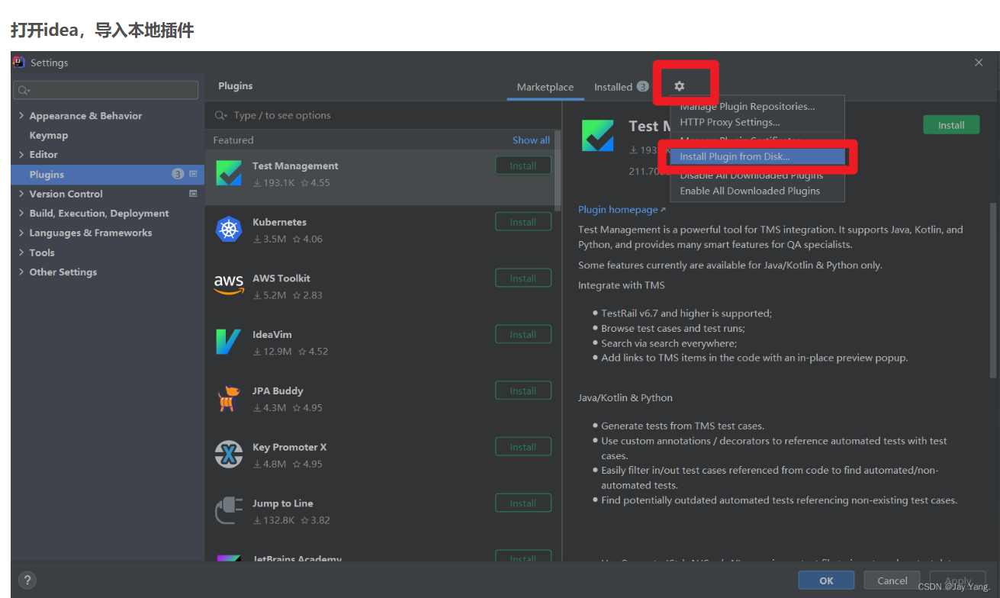 打开idea，导入本地插件
Settings
Plugins
Marketplace
Installed 3
Appearance & Behavior
Keymap
Editor
Plugins 3
Version Control
Build, Execution, Deployment
Languages & Frameworks
Tools
Other Settings
Type / to see options
Featured
Show all
Test Management
Install
193.1K 4.55
Kubernetes
Install
3.5M 4.06
AWS Toolkit
Install
aws
5.2M 2.83
IdeaVim
Install
12.9M 4.52
JPA Buddy
Install
4.3M 4.95
Key Promoter X
Install
4.8M 4.95
Jump to Line
Install
132.8K 3.82
JetBrains Academy
Install
Manage Plugin Repositories...
HTTP Proxy Settings...
Manage Plugin Certificates
Install Plugin from Disk...
Disable All Downloaded Plugins
Enable All Downloaded Plugins
Test M
Install
193
211.70
Plugin homepage
Test Management is a powerful tool for TMS integration. It supports Java, Kotlin, and
Python, and provides many smart features for QA specialists.
Some features currently are available for Java/Kotlin & Python only.
Integrate with TMS
TestRail v6.7 and higher is supported;
Browse test cases and test runs;
Search via search everywhere;
Add links to TMS items in the code with an in-place preview popup.
Java/Kotlin & Python
Generate tests from TMS test cases.
Use custom annotations / decorators to reference automated tests with test
cases.
Easily filter in/out test cases referenced from code to find automated/non-
automated tests.
Find potentially outdated automated tests referencing non-existing test cases.
?
OK
Cancel
Apply
CSDN @Jay Yang.